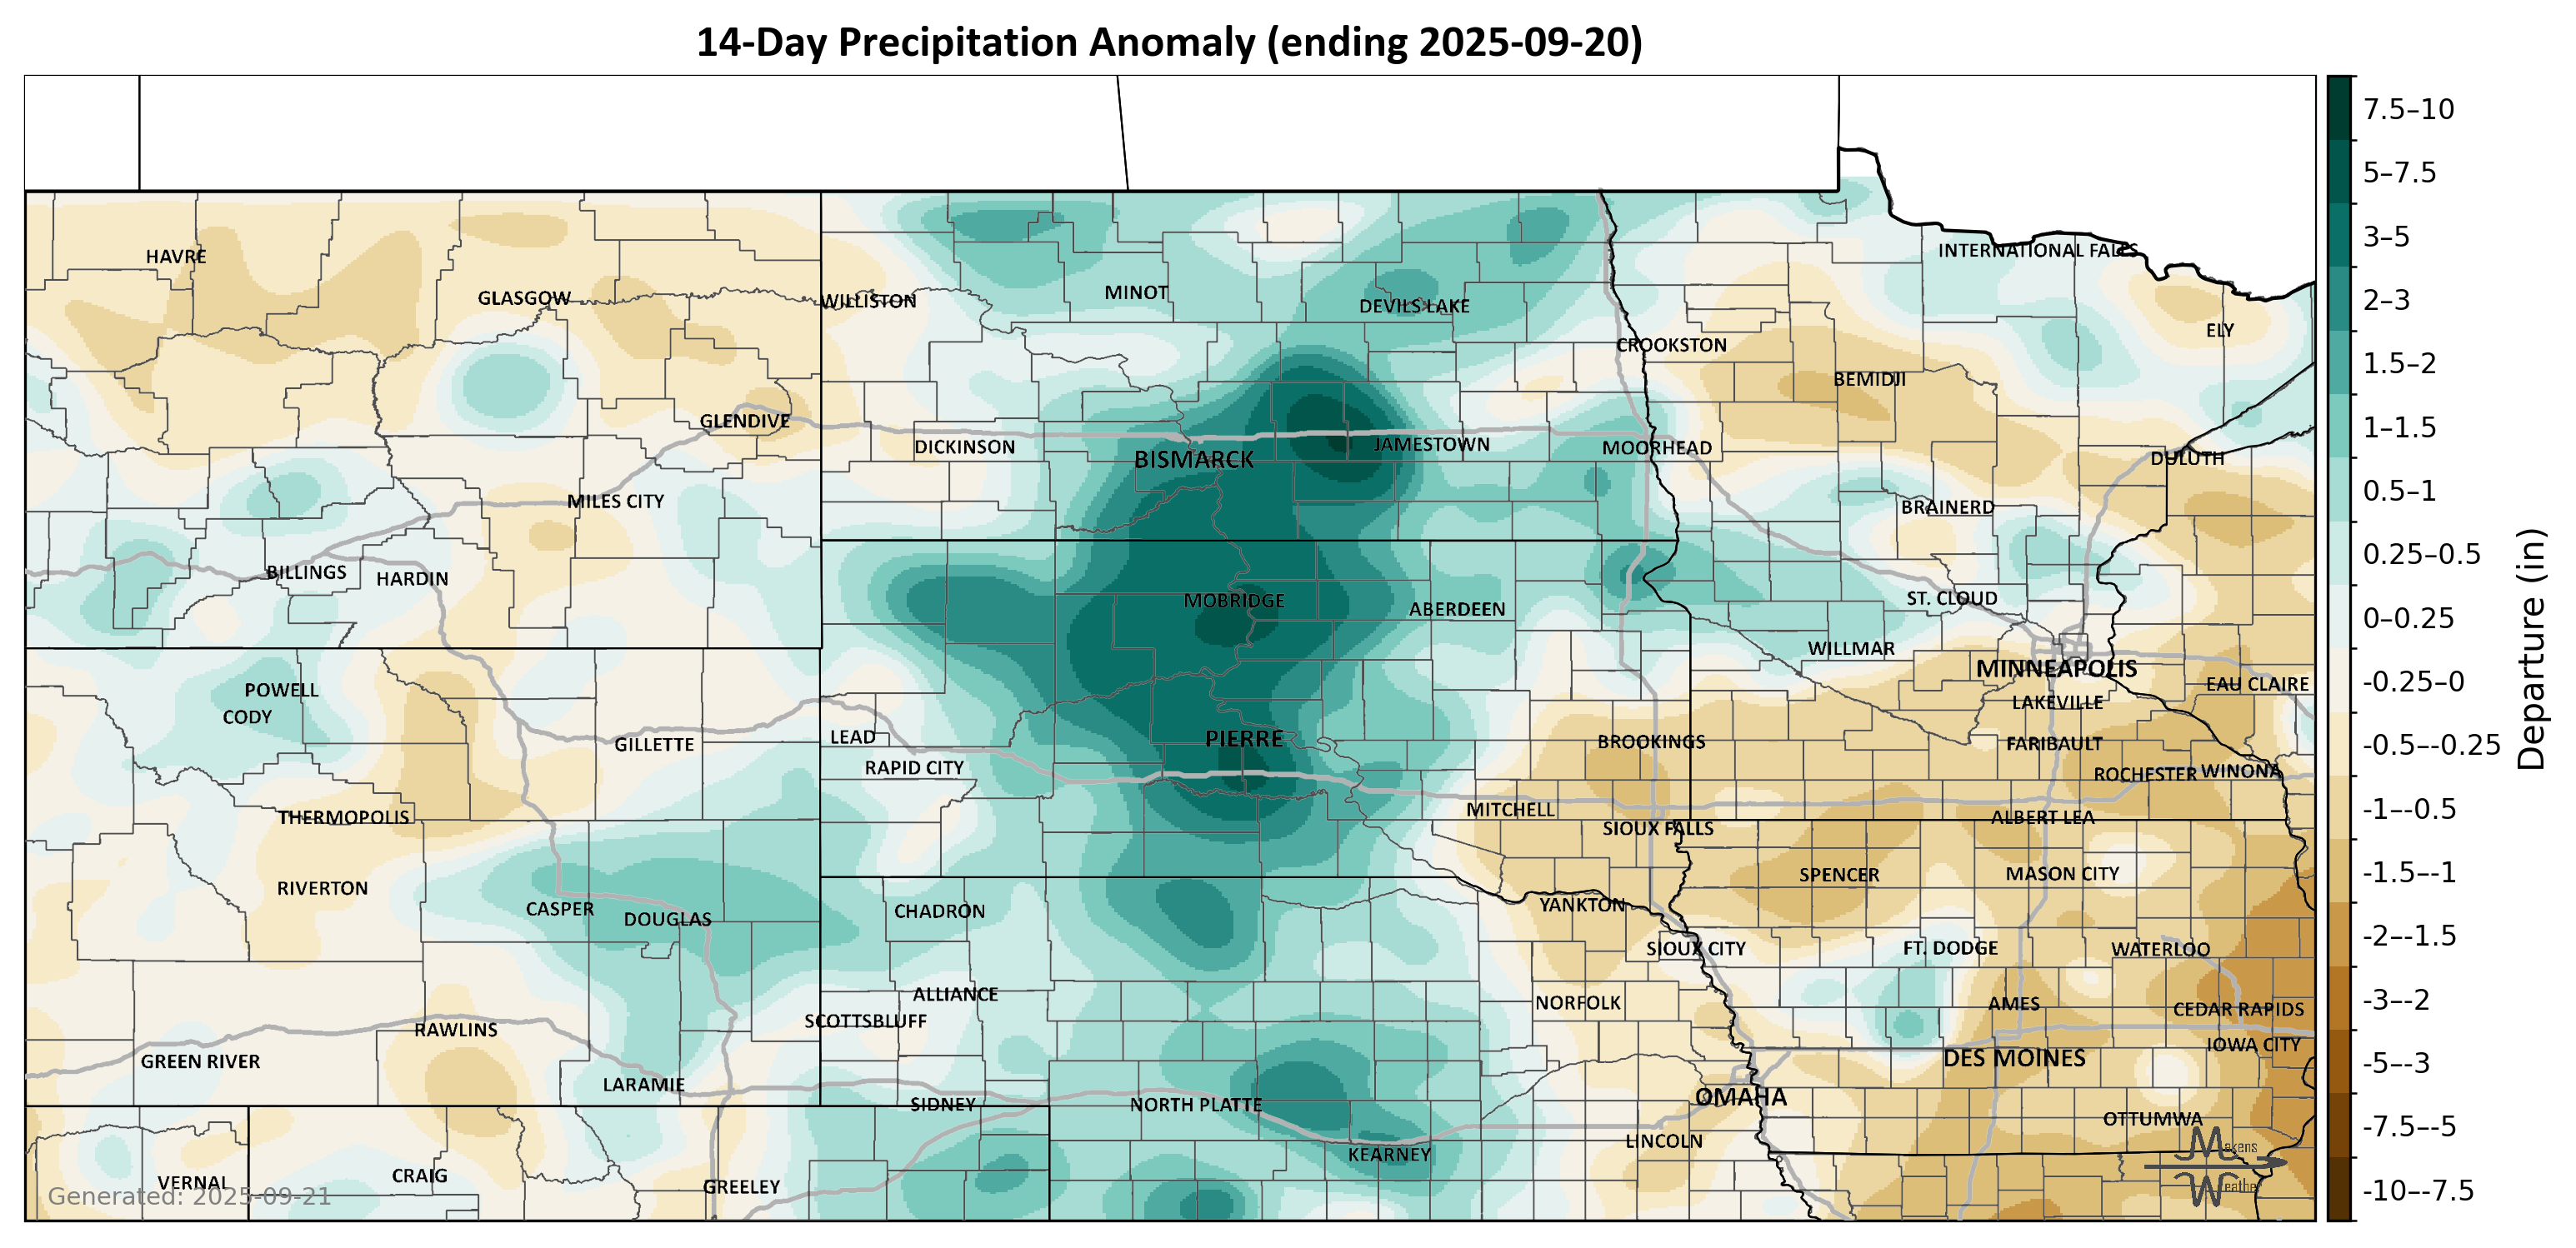 14-Day Precipitation Anomaly (ending 2025-09-20)
HAVRE
GLASGOW
WILLISTON
MINOT
DEVILS LAKE
INTERNATIONAL FALLS
ELY
CROOKSTON
BEMIDJI
GLENDIVE
DICKINSON
BISMARCK
JAMESTOWN
MOORHEAD
DULUTH
MILES CITY
BRAINERD
BILLINGS
HARDIN
MOBRIDGE
ABERDEEN
ST. CLOUD
WILLMAR
MINNEAPOLIS
POWELL
CODY
EAU CLAIRE
LAKEVILLE
GILLETTE
LEAD
PIERRE
BROOKINGS
FARIBAULT
RAPID CITY
ROCHESTER
WINONA
THERMOPOLIS
MITCHELL
ALBERT LEA
SIOUX FALLS
RIVERTON
SPENCER
MASON CITY
CASPER
DOUGLAS
CHADRON
YANKTON
SIOUX CITY
FT. DODGE
WATERLOO
ALLIANCE
NORFOLK
AMES
CEDAR RAPIDS
SCOTTSBLUFF
RAWLINS
GREEN RIVER
DES MOINES
IOWA CITY
LARAMIE
SIDNEY
NORTH PLATTE
OMAHA
OTTUMWA
LINCOLN
KEARNEY
VERNAL
CRAIG
GREELEY
Generated: 2025-09-21
Makens
Weather
7.5–10
5–7.5
3–5
2–3
1.5–2
1–1.5
0.5–1
0.25–0.5
0–0.25
-0.25–0
-0.5–-0.25
-1–-0.5
-1.5–-1
-2–-1.5
-3–-2
-5–-3
-7.5–-5
-10–-7.5
Departure (in)